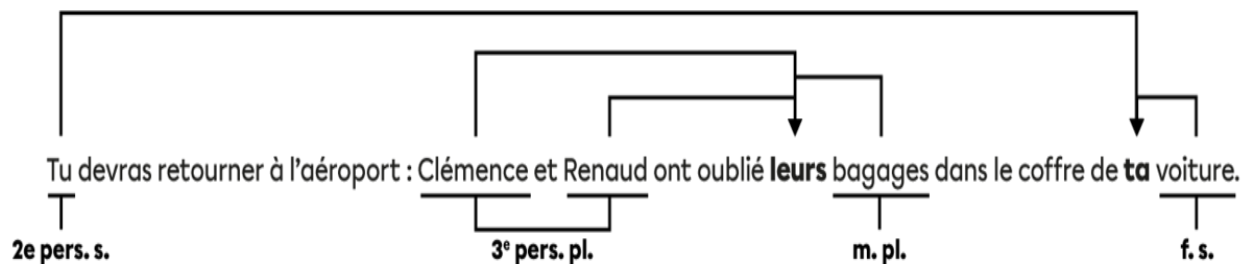 Tu devras retourner à l’aéroport : Clémence et Renaud ont oublié leurs bagages dans le coffre de ta voiture.
2e pers. s. 3ᵉ pers. pl. m. pl. f. s.